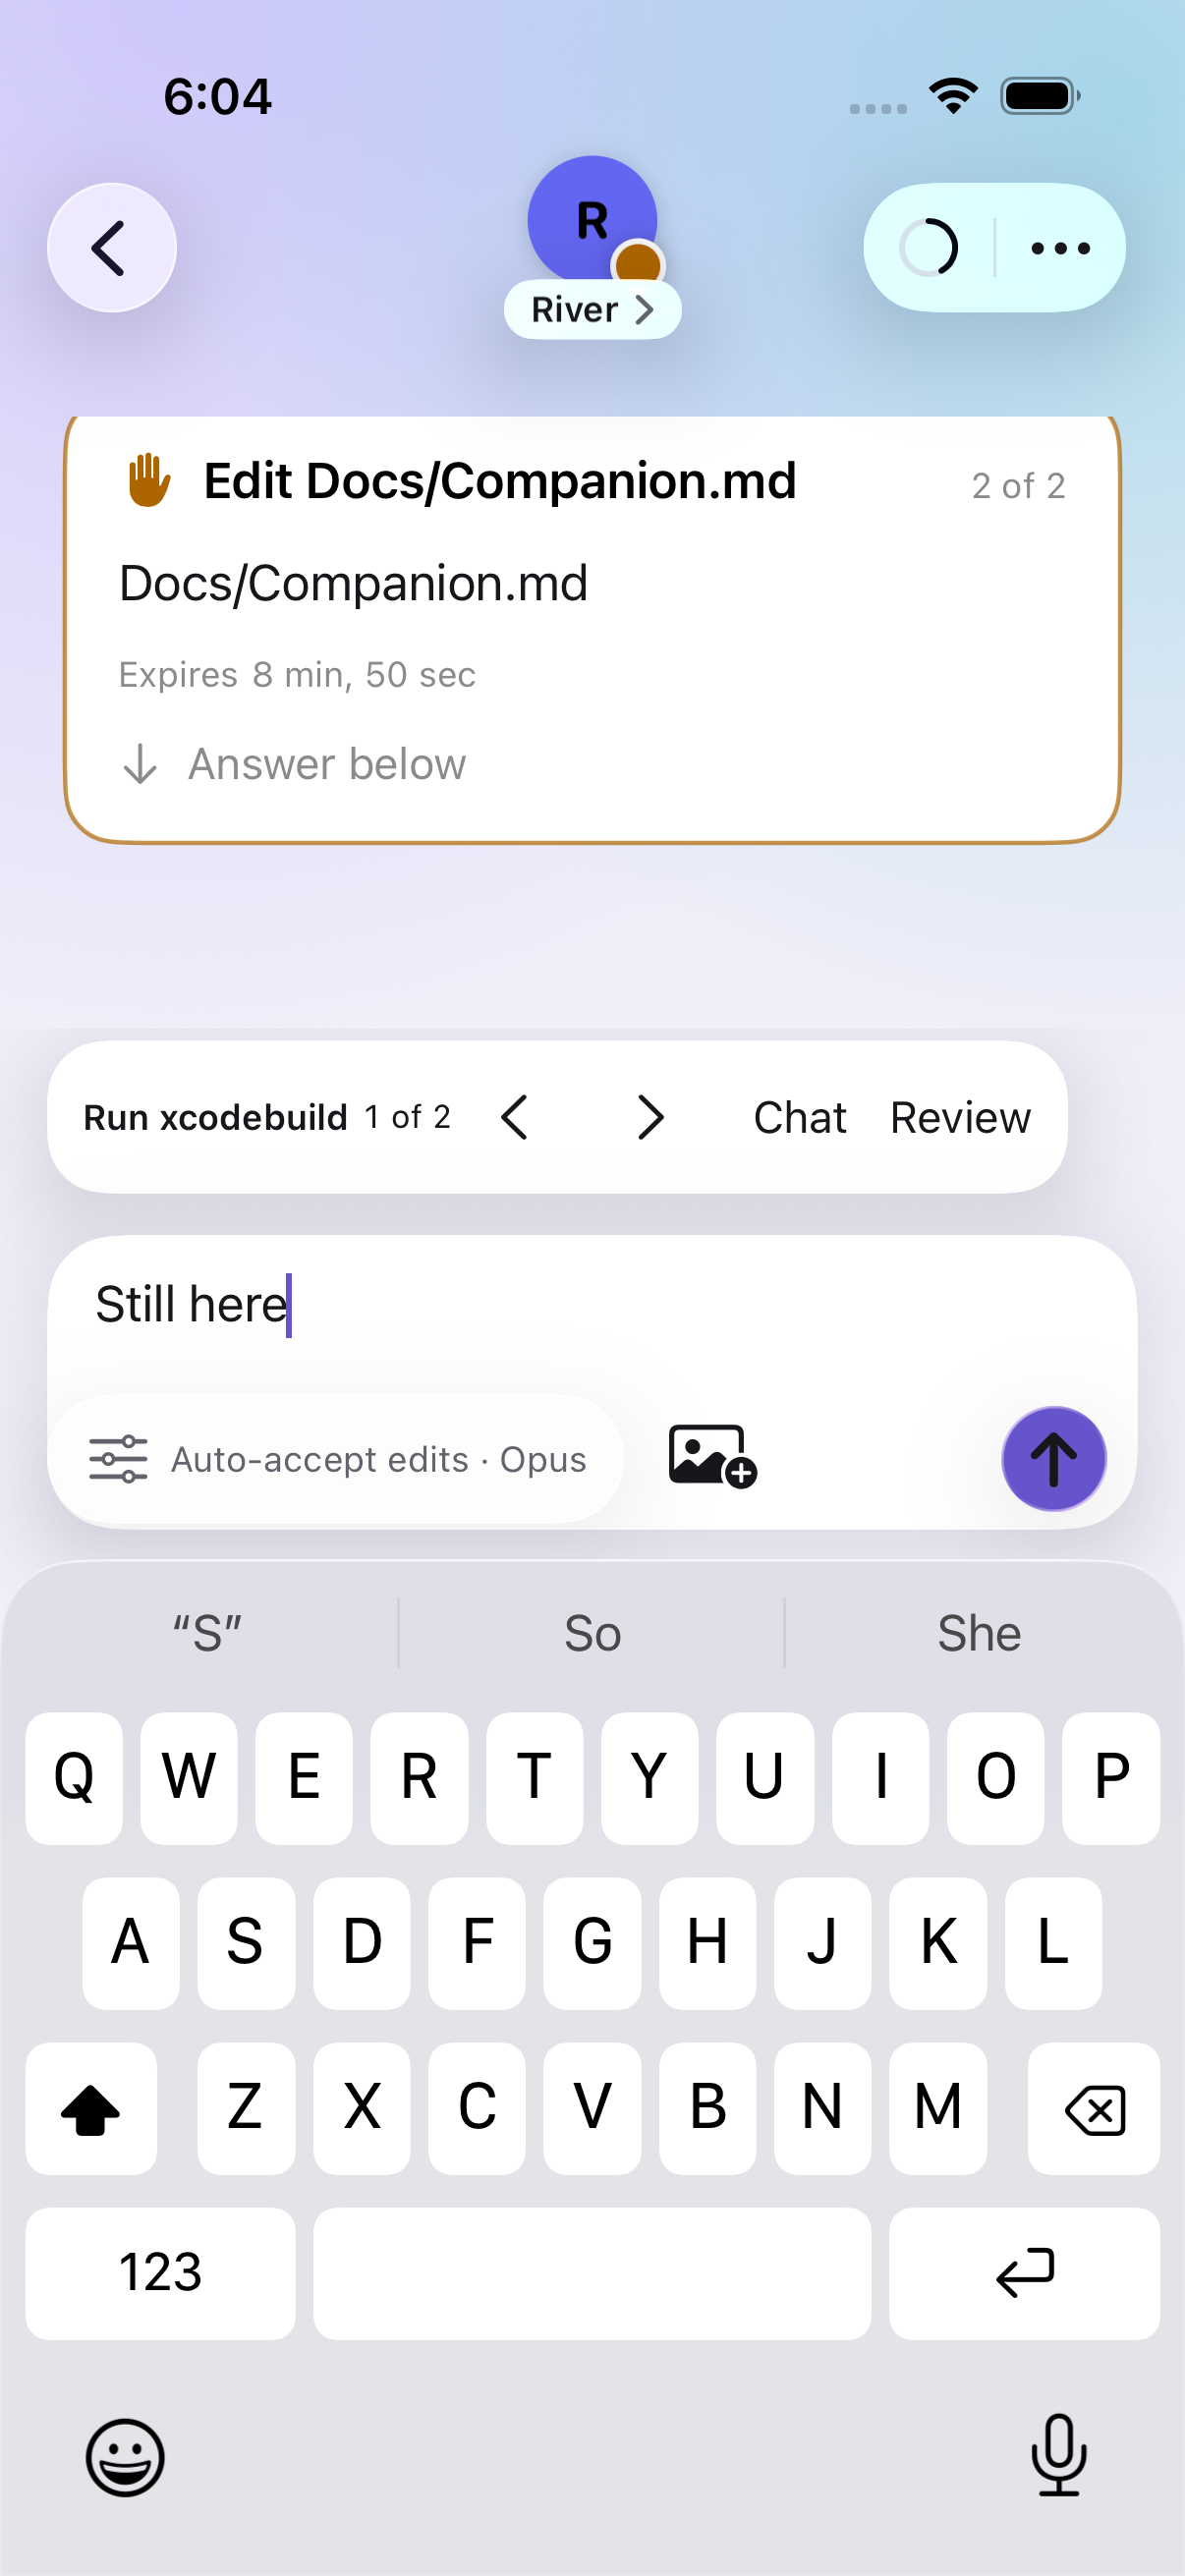 6:04
R
River
Edit Docs/Companion.md 2 of 2
Docs/Companion.md
Expires 8 min, 50 sec
Answer below
Run xcodebuild 1 of 2 Chat Review
Still here
Auto-accept edits · Opus
“S” So She
Q W E R T Y U I O P
A S D F G H J K L
Z X C V B N M
123